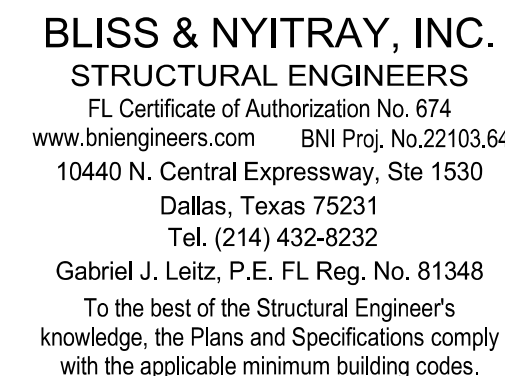 BLISS & NYITRAY, INC.
STRUCTURAL ENGINEERS
FL Certificate of Authorization No. 674
www.bniengineers.com BNI Proj. No.22103.64
10440 N. Central Expressway, Ste 1530
Dallas, Texas 75231
Tel. (214) 432-8232
Gabriel J. Leitz, P.E. FL Reg. No. 81348
To the best of the Structural Engineer's
knowledge, the Plans and Specifications comply
with the applicable minimum building codes.